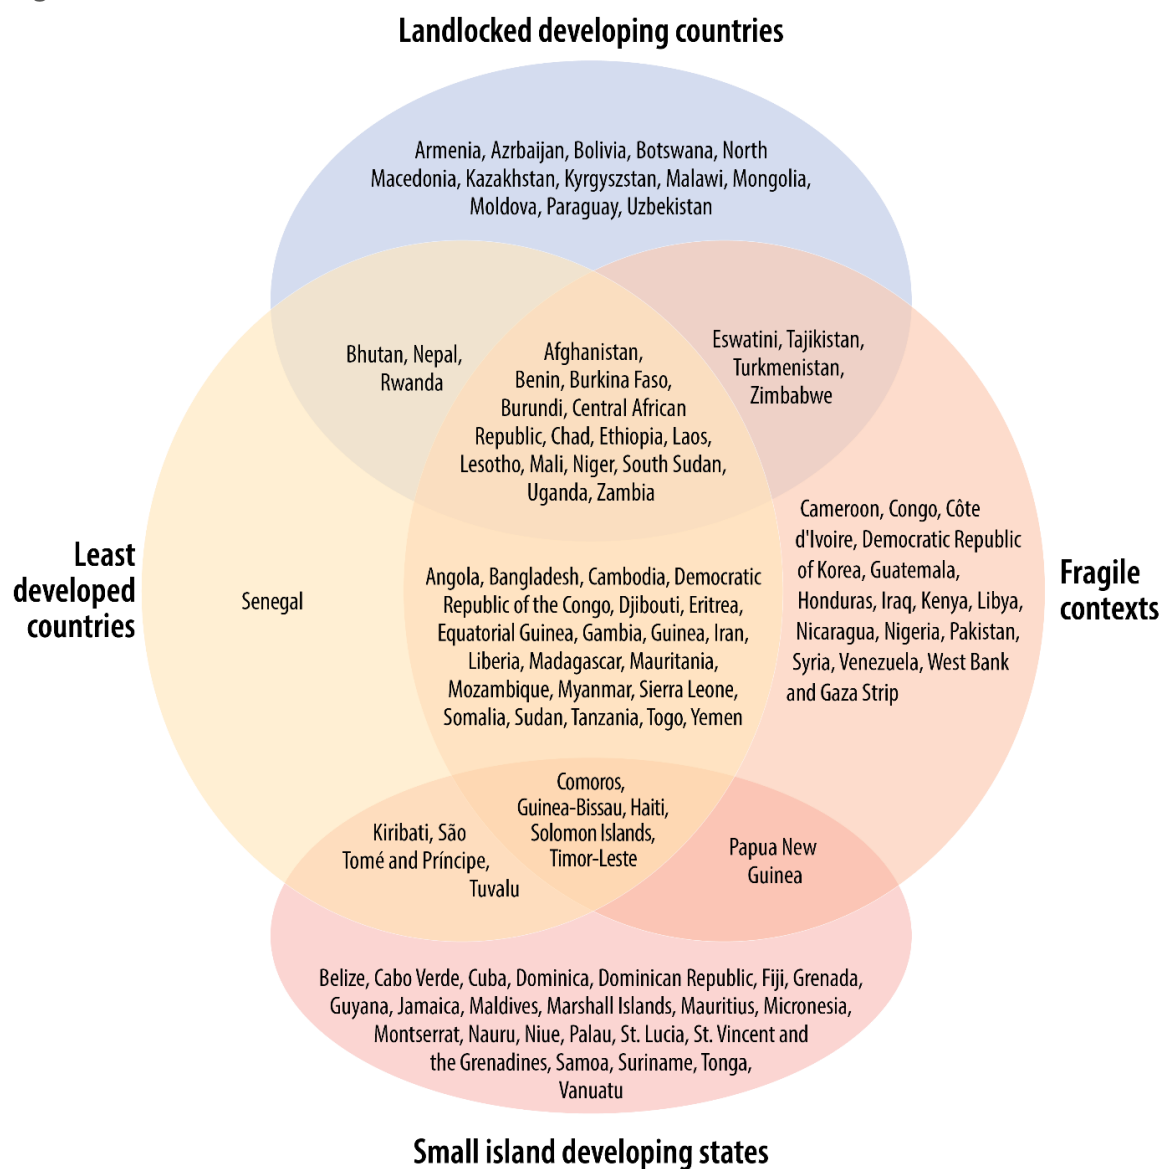 Landlocked developing countries
Armenia, Azrbaijan, Bolivia, Botswana, North
Macedonia, Kazakhstan, Kyrgyszstan, Malawi, Mongolia,
Moldova, Paraguay, Uzbekistan
Bhutan, Nepal,
Rwanda
Afghanistan,
Benin, Burkina Faso,
Burundi, Central African
Republic, Chad, Ethiopia, Laos,
Lesotho, Mali, Niger, South Sudan,
Uganda, Zambia
Eswatini, Tajikistan,
Turkmenistan,
Zimbabwe
Least
developed
countries
Senegal
Angola, Bangladesh, Cambodia, Democratic
Republic of the Congo, Djibouti, Eritrea,
Equatorial Guinea, Gambia, Guinea, Iran,
Liberia, Madagascar, Mauritania,
Mozambique, Myanmar, Sierra Leone,
Somalia, Sudan, Tanzania, Togo, Yemen
Cameroon, Congo, Côte
d'Ivoire, Democratic Republic
of Korea, Guatemala,
Honduras, Iraq, Kenya, Libya,
Nicaragua, Nigeria, Pakistan,
Syria, Venezuela, West Bank
and Gaza Strip
Fragile
contexts
Kiribati, São
Tomé and Príncipe,
Tuvalu
Comoros,
Guinea-Bissau, Haiti,
Solomon Islands,
Timor-Leste
Papua New
Guinea
Belize, Cabo Verde, Cuba, Dominica, Dominican Republic, Fiji, Grenada,
Guyana, Jamaica, Maldives, Marshall Islands, Mauritius, Micronesia,
Montserrat, Nauru, Niue, Palau, St. Lucia, St. Vincent and
the Grenadines, Samoa, Suriname, Tonga,
Vanuatu
Small island developing states